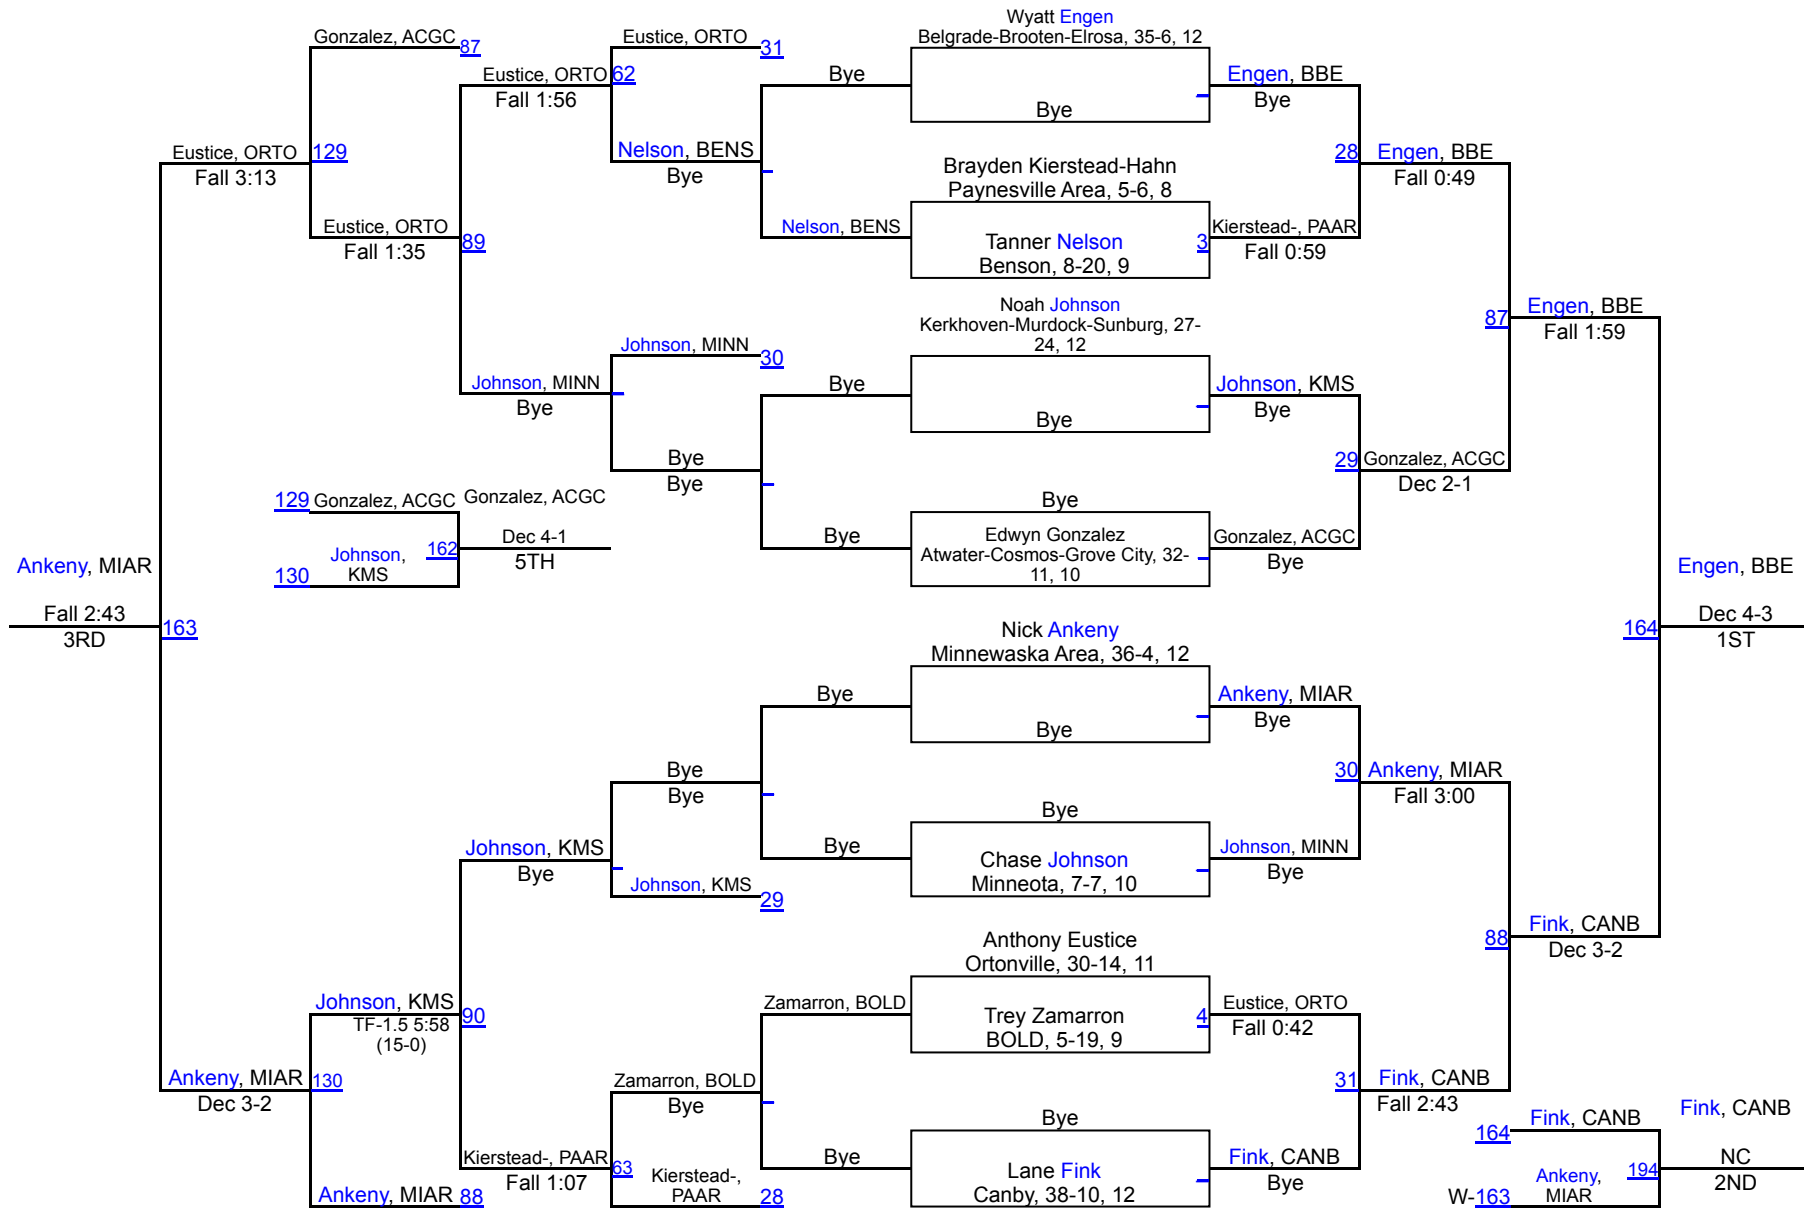 Wyatt Engen
Belgrade-Brooten-Elrosa, 35-6, 12
Bye
Brayden Kierstead-Hahn
Paynesville Area, 5-6, 8
Tanner Nelson
Benson, 8-20, 9
3
Noah Johnson
Kerkhoven-Murdock-Sunburg, 27-
24, 12
Bye
Bye
Edwyn Gonzalez
Atwater-Cosmos-Grove City, 32-
11, 10
Nick Ankeny
Minnewaska Area, 36-4, 12
Bye
Bye
Chase Johnson
Minneota, 7-7, 10
Anthony Eustice
Ortonville, 30-14, 11
Trey Zamarron
BOLD, 5-19, 9
4
Bye
Lane Fink
Canby, 38-10, 12
Engen, BBE
Bye
28
Kierstead-, PAAR
Fall 0:59
Johnson, KMS
Bye
29
Gonzalez, ACGC
Bye
Ankeny, MIAR
Bye
30
Johnson, MINN
Bye
Eustice, ORTO
Fall 0:42
31
Fink, CANB
Bye
Engen, BBE
Fall 0:49
87
Gonzalez, ACGC
Dec 2-1
Ankeny, MIAR
Fall 3:00
88
Fink, CANB
Fall 2:43
Engen, BBE
Fall 1:59
164
Fink, CANB
Dec 3-2
Engen, BBE
Dec 4-3
1ST
Fink, CANB
164
Ankeny,
MIAR
W-163
194
Fink, CANB
NC
2ND
Bye
Nelson, BENS
Bye
Bye
Bye
Bye
Zamarron, BOLD
Bye
Eustice, ORTO
31
62
Nelson, BENS
Bye
Johnson, MINN
30
Bye
Bye
Bye
Bye
Johnson, KMS
29
Zamarron, BOLD
Bye
63
Kierstead-,
PAAR
28
Eustice, ORTO
Fall 1:56
89
Johnson, MINN
Bye
Johnson, KMS
Bye
90
Kierstead-, PAAR
Fall 1:07
Gonzalez, ACGC
87
129
Eustice, ORTO
Fall 1:35
129
Gonzalez, ACGC
Johnson,
KMS
130
162
Gonzalez, ACGC
Dec 4-1
5TH
Johnson, KMS
TF-1.5 5:58
(15-0)
130
Ankeny, MIAR
88
Eustice, ORTO
Fall 3:13
163
Ankeny, MIAR
Dec 3-2
Ankeny, MIAR
Fall 2:43
3RD